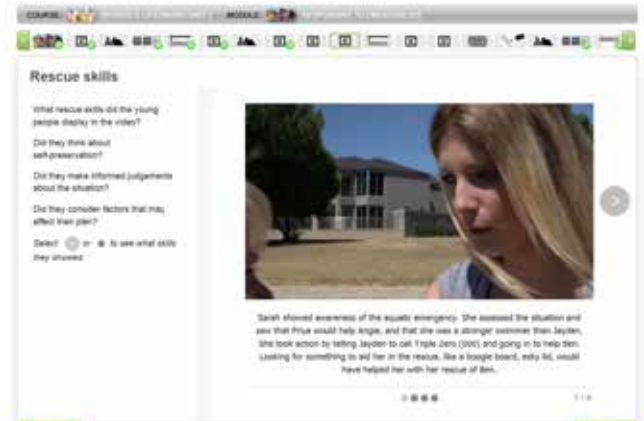 COURSE:
MODULE:
Rescue skills
What rescue skills did the young
people display in the video?
Did they think about
self-preservation?
Did they make informed judgements
about the situation?
Did they consider factors that may
affect their plan?
Select or to see what skills
they showed
Sarah showed awareness of the aquatic emergency. She assessed the situation and
saw that Priya would help Angie, and that she was a stronger swimmer than Jayden.
She took action by telling Jayden to call Triple Zero (000) and going in to help Ben.
Looking for something to aid her in the rescue, like a boogie board, esky lid, would
have helped her with her rescue of Ben.